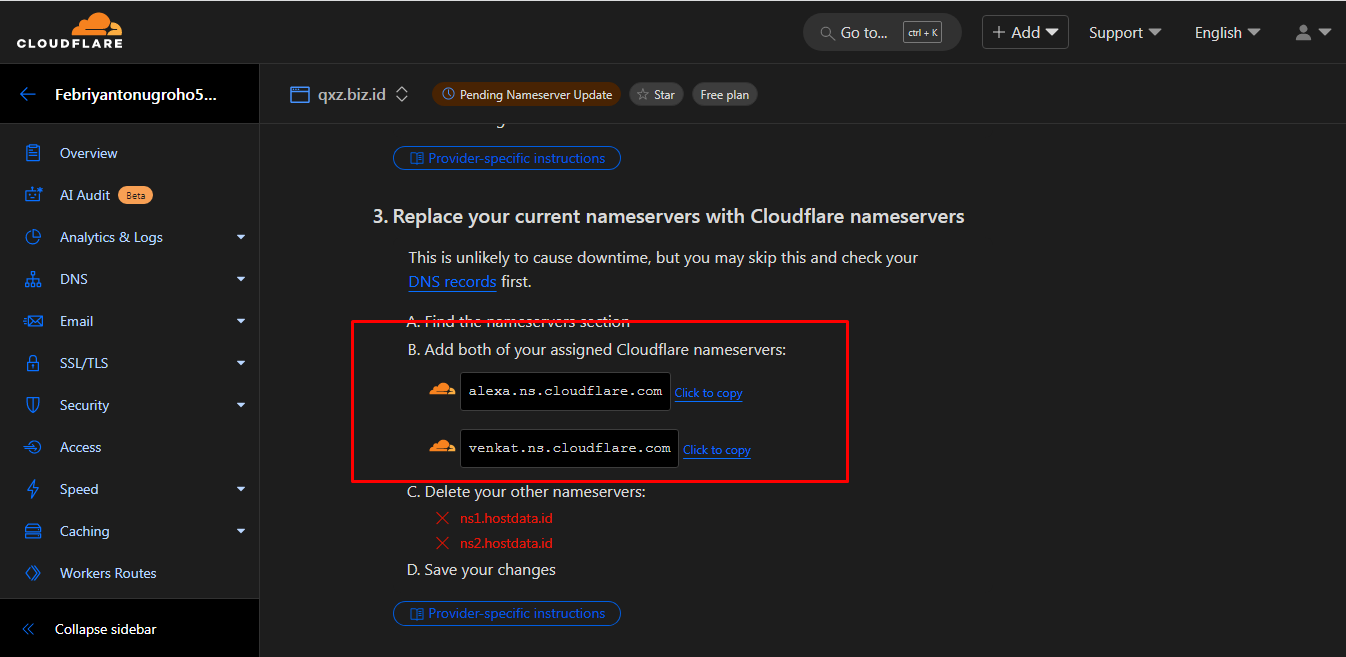 CLOUDFLARE
Go to... ctrl + K
+ Add
Support
English
Febriyantonugroho5...
qxz.biz.id
Pending Nameserver Update
Star
Free plan
Overview
AI Audit Beta
Analytics & Logs
DNS
Email
SSL/TLS
Security
Access
Speed
Caching
Workers Routes
Collapse sidebar
Provider-specific instructions
3. Replace your current nameservers with Cloudflare nameservers
This is unlikely to cause downtime, but you may skip this and check your
DNS records first.
A. Find the nameservers section
B. Add both of your assigned Cloudflare nameservers:
alexa.ns.cloudflare.com Click to copy
venkat.ns.cloudflare.com Click to copy
C. Delete your other nameservers:
ns1.hostdata.id
ns2.hostdata.id
D. Save your changes
Provider-specific instructions